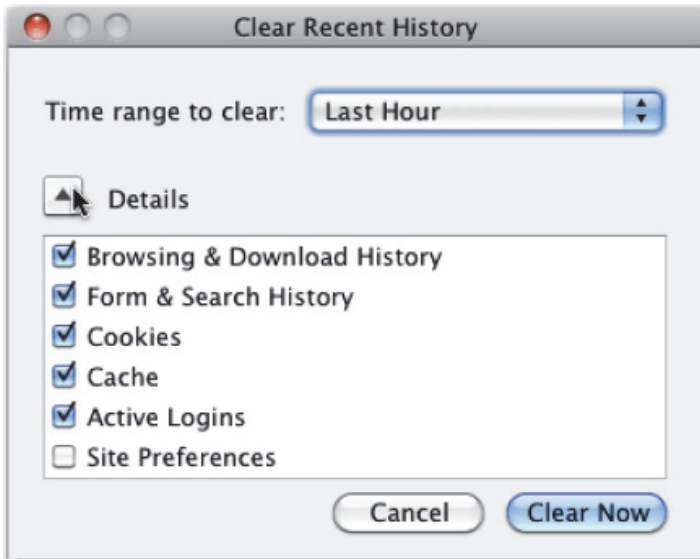 Clear Recent History
Time range to clear: Last Hour
Details
Browsing & Download History
Form & Search History
Cookies
Cache
Active Logins
Site Preferences
Cancel Clear Now